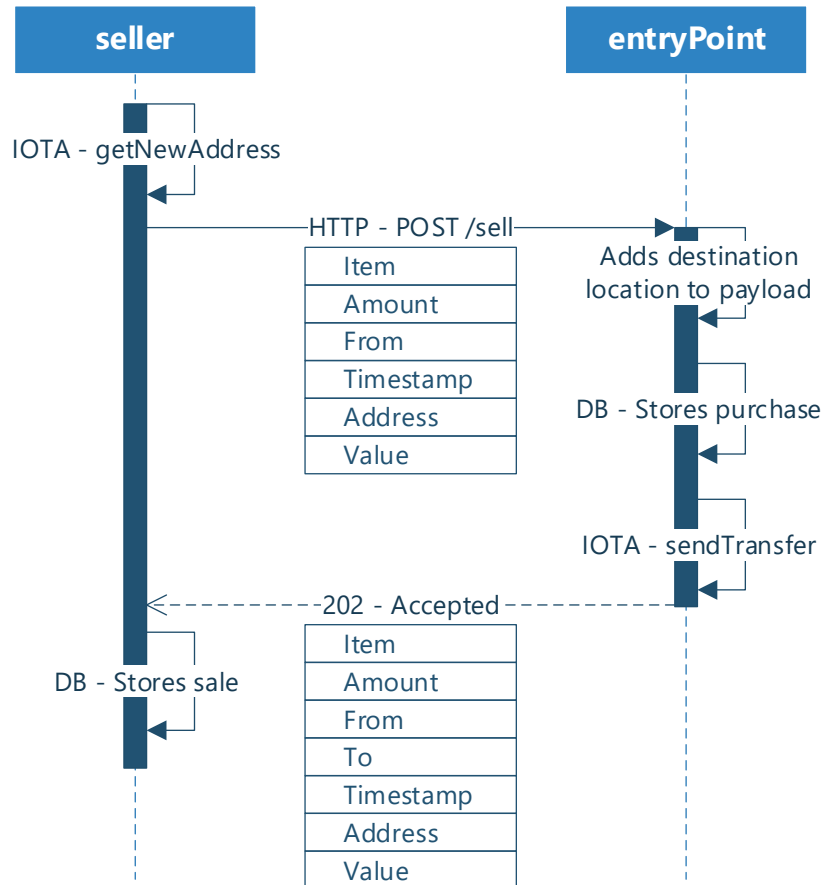 seller
entryPoint
IOTA - getNewAddress
HTTP - POST /sell
Item
Amount
From
Timestamp
Address
Value
Adds destination
location to payload
DB - Stores purchase
IOTA - sendTransfer
202 - Accepted
Item
Amount
From
To
Timestamp
Address
Value
DB - Stores sale